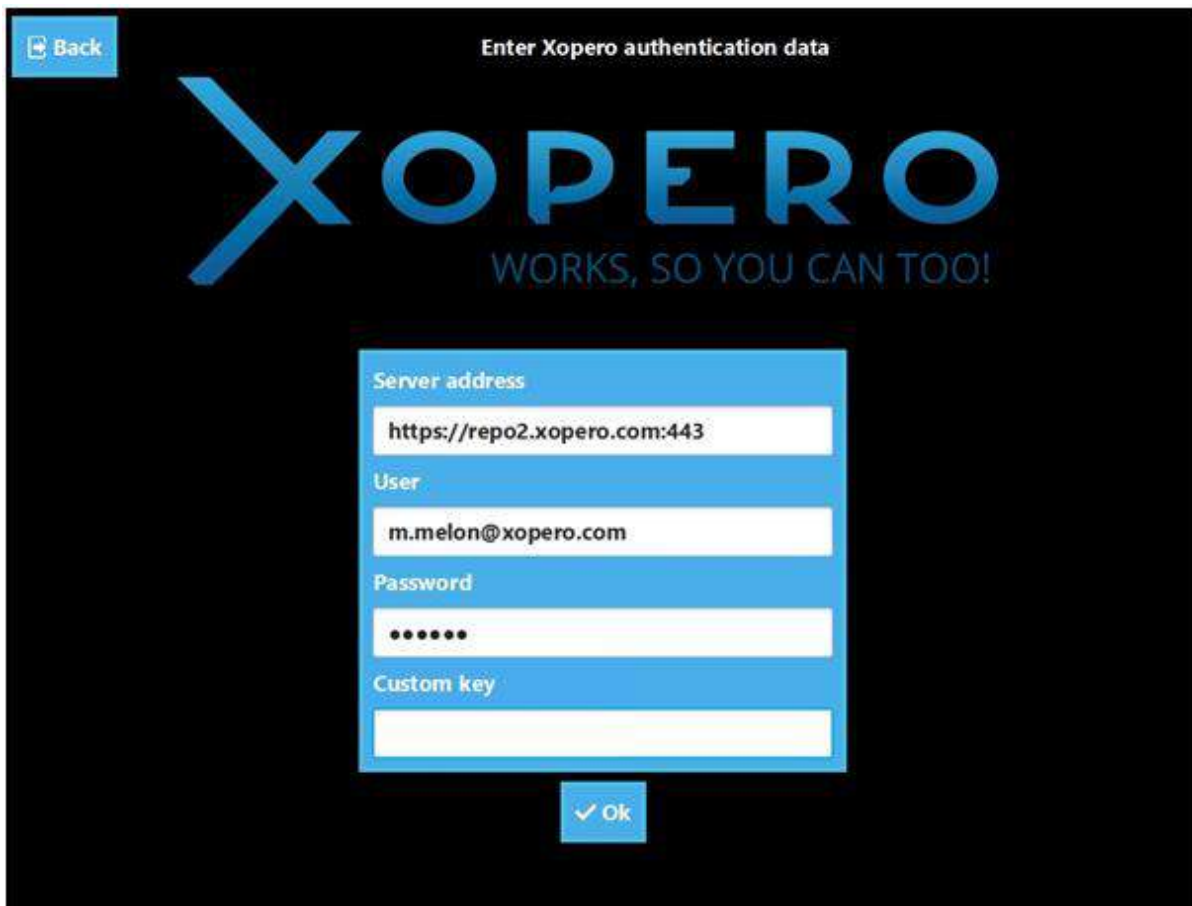 Back
Enter Xopero authentication data
XOPERO
WORKS, SO YOU CAN TOO!
Server address
https://repo2.xopero.com:443
User
m.melon@xopero.com
Password
••••••
Custom key
Ok